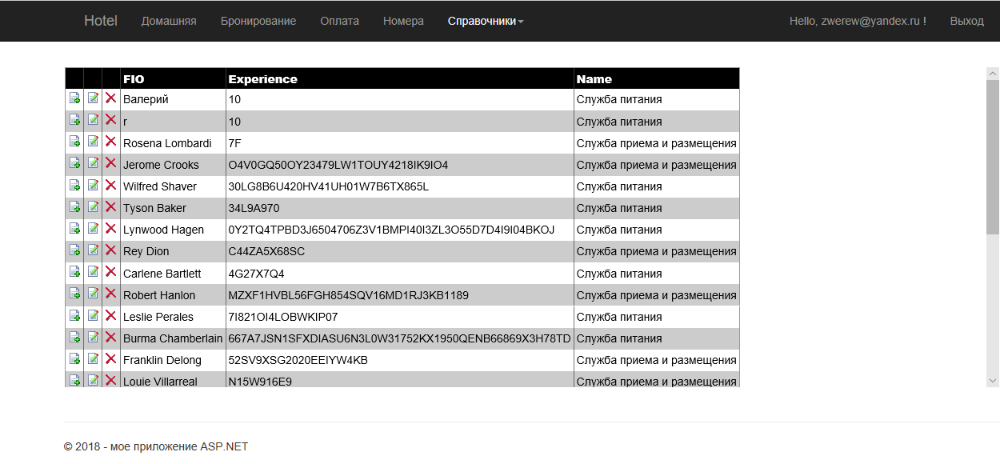 Hotel Домашняя Бронирование Оплата Номера Справочники Hello, zwerew@yandex.ru ! Выход
FIO Experience Name
Валерий 10 Служба питания
r 10 Служба питания
Rosena Lombardi 7F Служба приема и размещения
Jerome Crooks O4V0GQ50OY23479LW1TOUY4218IK9IO4 Служба приема и размещения
Wilfred Shaver 30LG8B6U420HV41UH01W7B6TX865L Служба питания
Tyson Baker 34L9A970 Служба питания
Lynwood Hagen 0Y2TQ4TPBD3J6504706Z3V1BMPI40I3ZL3O55D7D4I9I04BKOJ Служба питания
Rey Dion C44ZA5X68SC Служба приема и размещения
Carlene Bartlett 4G27X7Q4 Служба питания
Robert Hanlon MZXF1HVBL56FGH854SQV16MD1RJ3KB1189 Служба приема и размещения
Leslie Perales 7I821OI4LOBWKIP07 Служба питания
Burma Chamberlain 667A7JSN1SFXDIASU6N3L0W31752KX1950QENB66869X3H78TD Служба питания
Franklin Delong 52SV9XSG2020EEIYW4KB Служба приема и размещения
Louie Villarreal N15W916E9 Служба приема и размещения
© 2018 - мое приложение ASP.NET